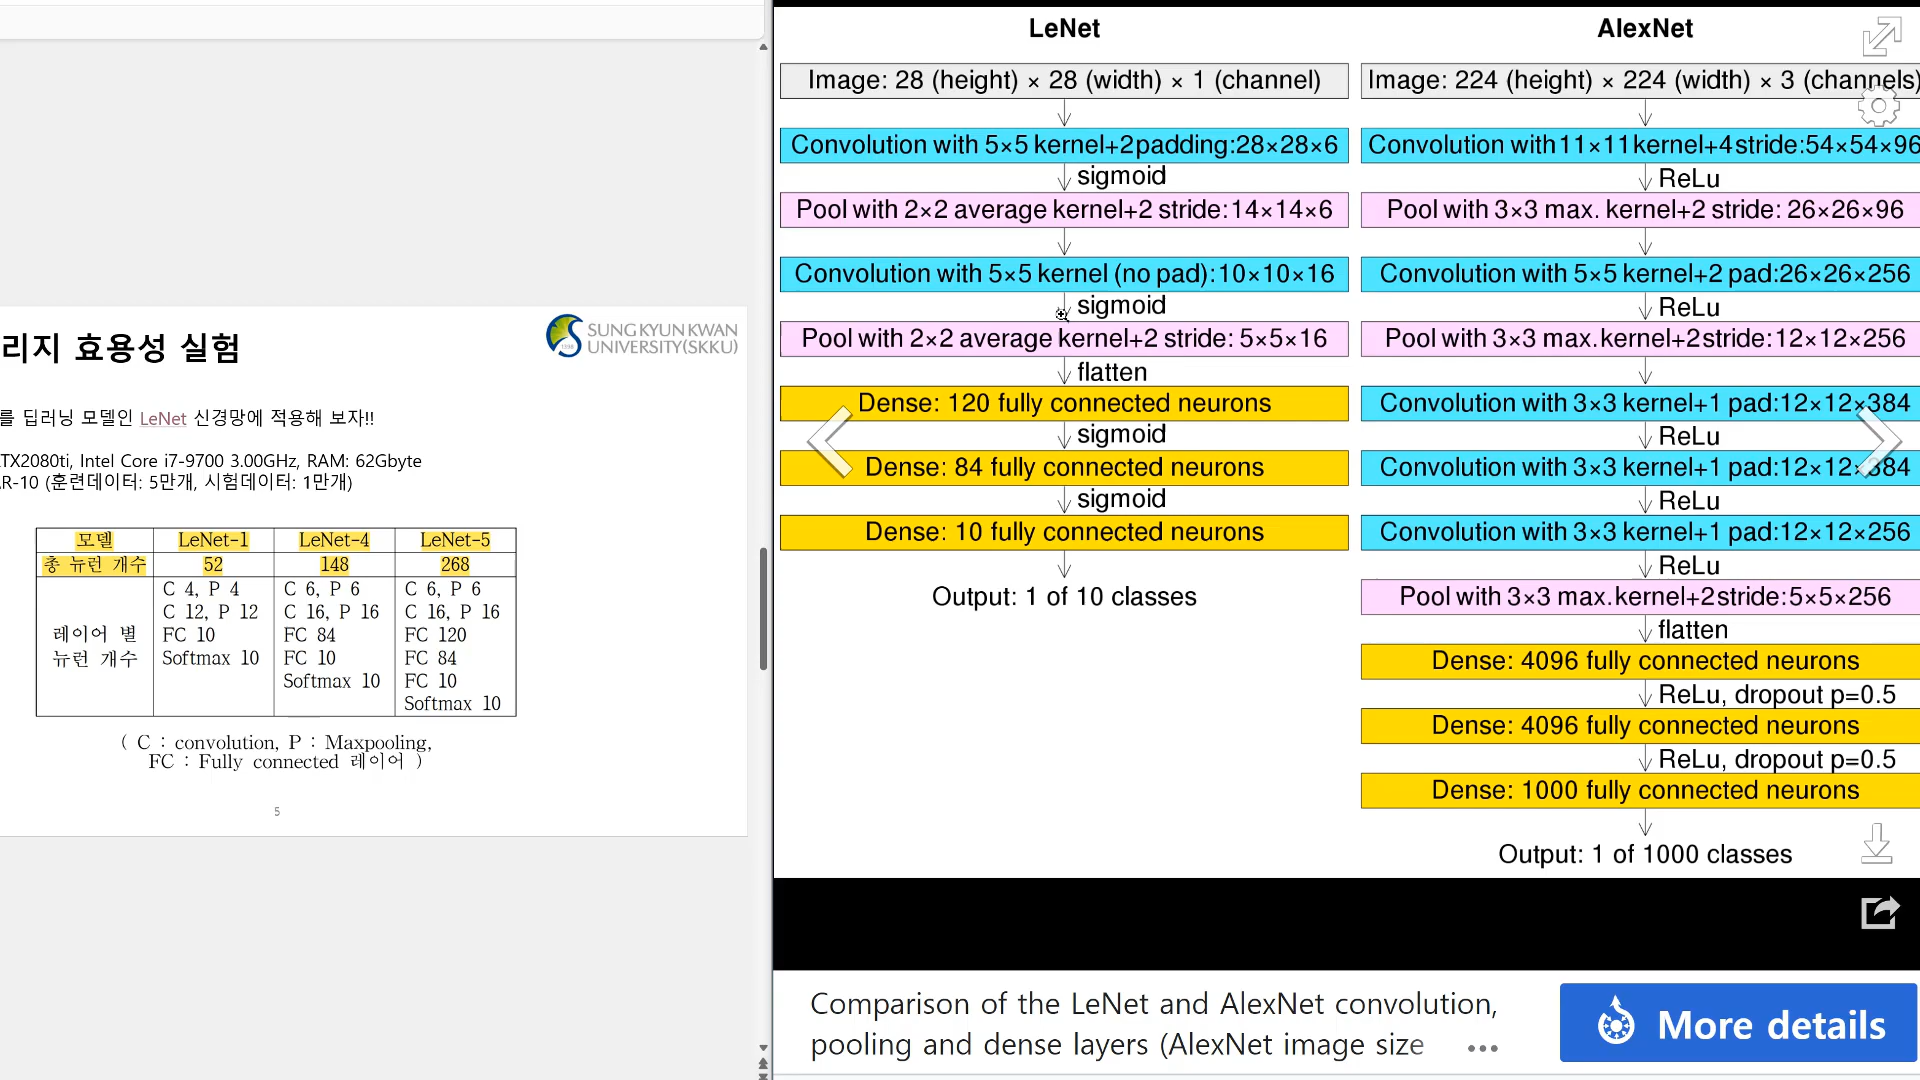 리지 효용성 실험
SUNG KYUN KWAN
UNIVERSITY(SKKU)
를 딥러닝 모델인 LeNet 신경망에 적용해 보자!!
TX2080ti, Intel Core i7-9700 3.00GHz, RAM: 62Gbyte
R-10 (훈련데이터: 5만개, 시험데이터: 1만개)
모델 LeNet-1 LeNet-4 LeNet-5
총 뉴런 개수 52 148 268
레이어 별
뉴런 개수
C 4, P 4
C 12, P 12
FC 10
Softmax 10
C 6, P 6
C 16, P 16
FC 84
FC 10
Softmax 10
C 6, P 6
C 16, P 16
FC 120
FC 84
FC 10
Softmax 10
( C : convolution, P : Maxpooling,
FC : Fully connected 레이어 )
5
LeNet
Image: 28 (height) × 28 (width) × 1 (channel)
Convolution with 5×5 kernel+2padding:28×28×6
sigmoid
Pool with 2×2 average kernel+2 stride:14×14×6
Convolution with 5×5 kernel (no pad):10×10×16
sigmoid
Pool with 2×2 average kernel+2 stride: 5×5×16
flatten
Dense: 120 fully connected neurons
sigmoid
Dense: 84 fully connected neurons
sigmoid
Dense: 10 fully connected neurons
Output: 1 of 10 classes
AlexNet
Image: 224 (height) × 224 (width) × 3 (channels)
Convolution with 11×11 kernel+4 stride:54×54×96
ReLu
Pool with 3×3 max. kernel+2 stride: 26×26×96
Convolution with 5×5 kernel+2 pad:26×26×256
ReLu
Pool with 3×3 max.kernel+2stride:12×12×256
Convolution with 3×3 kernel+1 pad:12×12×384
ReLu
Convolution with 3×3 kernel+1 pad:12×12×384
ReLu
Convolution with 3×3 kernel+1 pad:12×12×256
ReLu
Pool with 3×3 max.kernel+2stride:5×5×256
flatten
Dense: 4096 fully connected neurons
ReLu, dropout p=0.5
Dense: 4096 fully connected neurons
ReLu, dropout p=0.5
Dense: 1000 fully connected neurons
Output: 1 of 1000 classes
Comparison of the LeNet and AlexNet convolution,
pooling and dense layers (AlexNet image size
More details